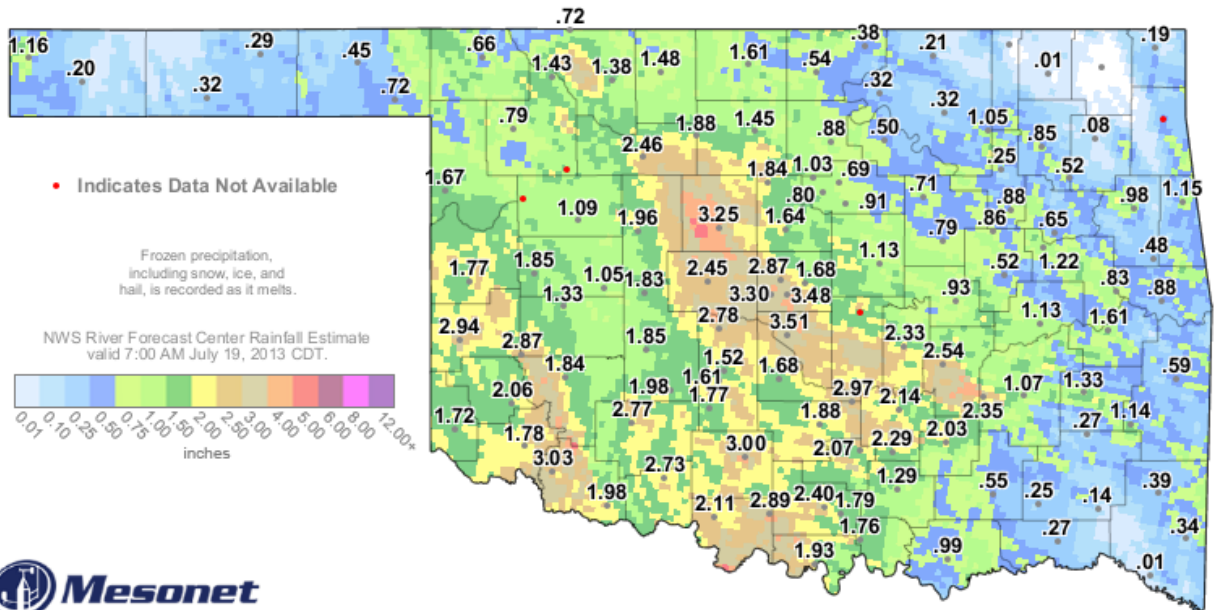 .72
1.16 .29 .45 .66 1.43 1.38 1.48 1.61 .54 .38 .21 .01 .19
.20 .32 .72 .32 .32
.79 1.88 1.45 .88 .50 1.05 .85 .08
2.46 1.84 1.03 .69 .25 .52
1.67 1.09 1.96 3.25 .80 1.64 .91 .71 .88 .86 .65 .98 1.15
• Indicates Data Not Available
.79 1.13 .48
Frozen precipitation,
including snow, ice, and
hail, is recorded as it melts.
1.77 1.85 1.05 1.83 2.45 2.87 1.68 .52 1.22 .83 .88
1.33 3.30 3.48 .93
2.78 3.51 1.13 1.61
NWS River Forecast Center Rainfall Estimate
valid 7:00 AM July 19, 2013 CDT.
2.94 2.87 1.85 2.33 2.54
1.84 1.52 1.68 .59
2.06 1.98 1.61 1.77 2.97 2.14 1.07 1.33
0.01 0.10 0.25 0.50 0.75 1.00 1.50 2.00 2.50 3.00 4.00 5.00 6.00 8.00 12.00+
inches
1.72 2.77 1.88 2.35 1.14
1.78 3.00 2.07 2.29 2.03 .27
3.03 2.73 1.29
1.98 2.11 2.89 2.40 1.79 .55 .25 .14 .39
1.76 .27 .34
1.93 .99 .01
Mesonet